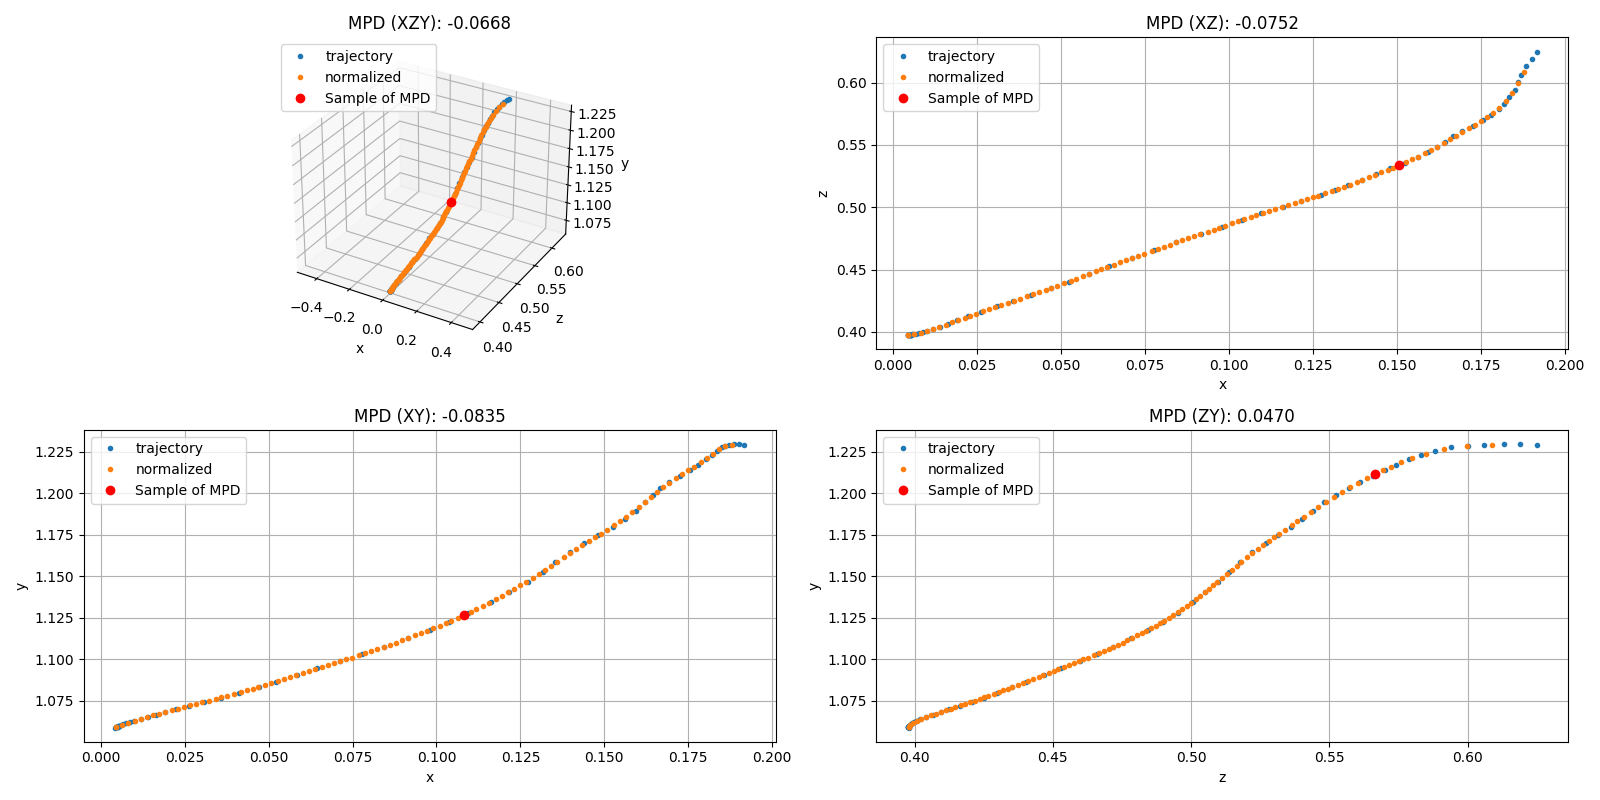 MPD (XZY): -0.0668
trajectory
normalized
Sample of MPD
1.225
1.200
1.175
1.150
1.125
1.100
1.075
y
0.60
0.55
0.50
0.45
0.40
z
−0.4
−0.2
0.0
0.2
0.4
x
MPD (XZ): -0.0752
trajectory
normalized
Sample of MPD
0.60
0.55
0.50
0.45
0.40
z
0.000 0.025 0.050 0.075 0.100 0.125 0.150 0.175 0.200
x
MPD (XY): -0.0835
trajectory
normalized
Sample of MPD
1.225
1.200
1.175
1.150
1.125
1.100
1.075
y
0.000 0.025 0.050 0.075 0.100 0.125 0.150 0.175 0.200
x
MPD (ZY): 0.0470
trajectory
normalized
Sample of MPD
1.225
1.200
1.175
1.150
1.125
1.100
1.075
y
0.40 0.45 0.50 0.55 0.60
z